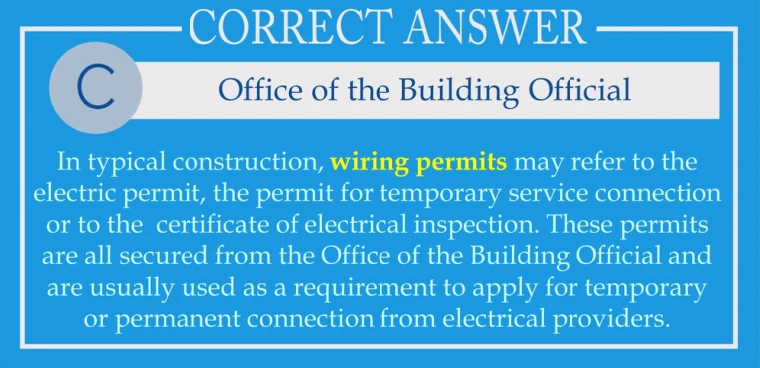 CORRECT ANSWER
C
Office of the Building Official
In typical construction, wiring permits may refer to the
electric permit, the permit for temporary service connection
or to the certificate of electrical inspection. These permits
are all secured from the Office of the Building Official and
are usually used as a requirement to apply for temporary
or permanent connection from electrical providers.